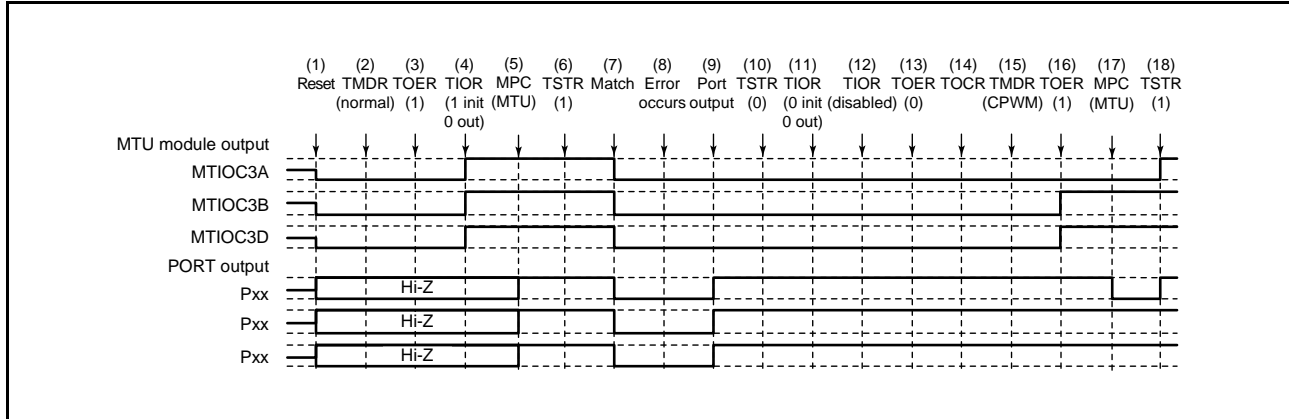 (1) (2) (3) (4) (5) (6) (7) (8) (9) (10) (11) (12) (13) (14) (15) (16) (17) (18)
Reset TMDR TOER TIOR MPC TSTR Match Error Port TSTR TIOR TIOR TOER TOCR TMDR TOER MPC TSTR
(normal) (1) (1 init (MTU) (1) occurs output (0) (0 init (disabled) (0) (CPWM) (1) (MTU) (1)
0 out) 0 out)
MTU module output
MTIOC3A
MTIOC3B
MTIOC3D
PORT output
Pxx Hi-Z
Pxx Hi-Z
Pxx Hi-Z